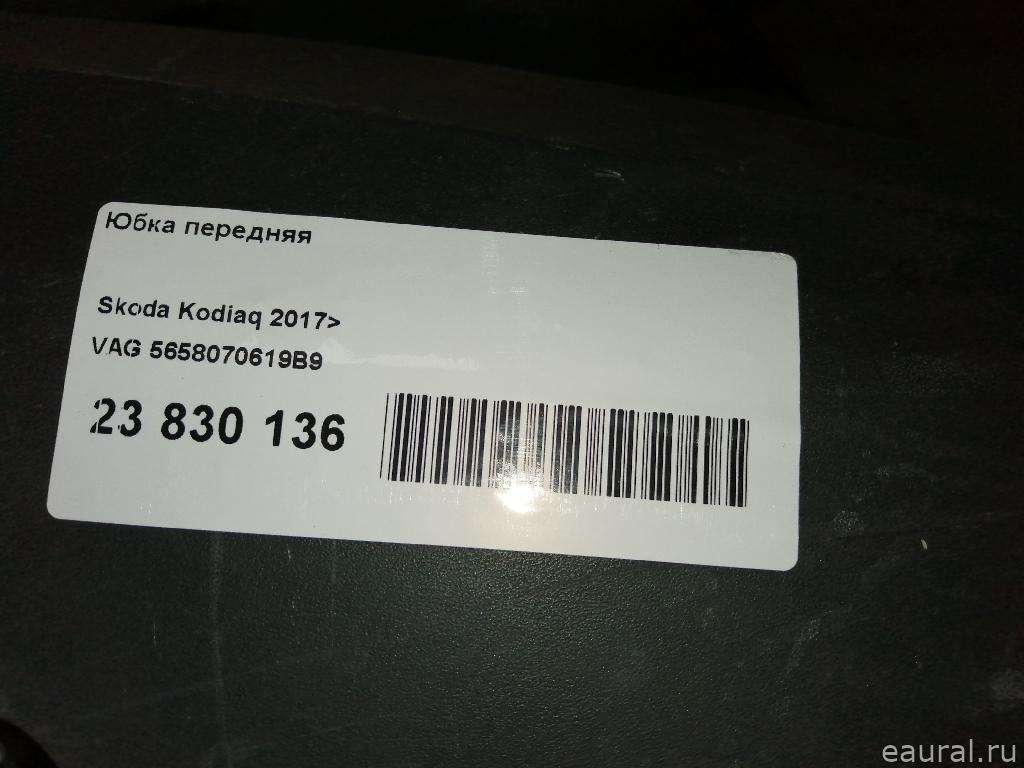 Юбка передняя
Skoda Kodiaq 2017>
VAG 5658070619B9
23 830 136
eaural.ru